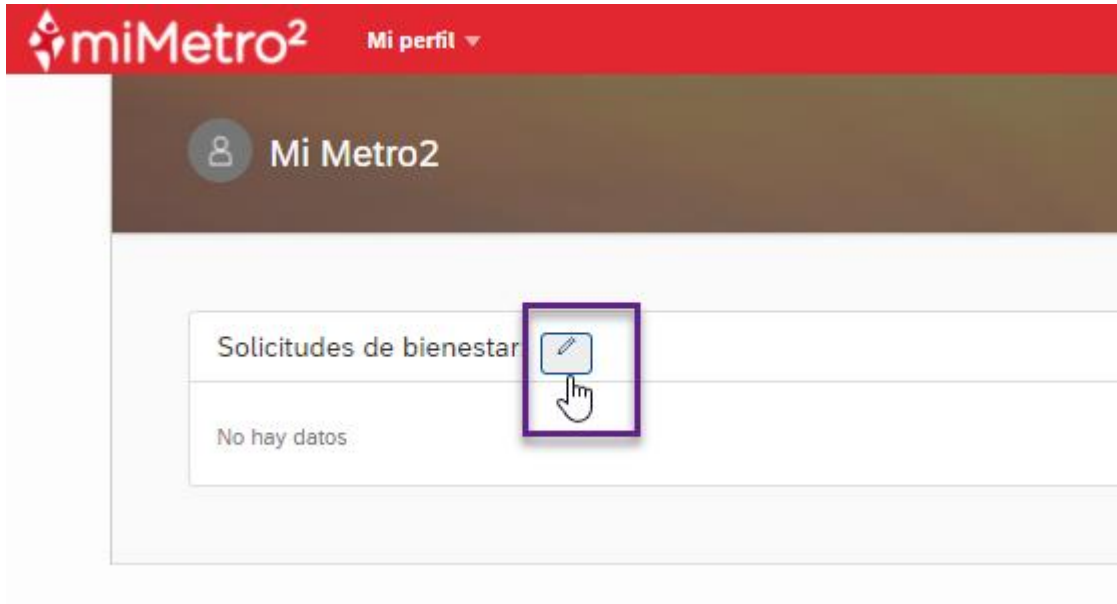 miMetro² Mi perfil
Mi Metro2
Solicitudes de bienestar
No hay datos